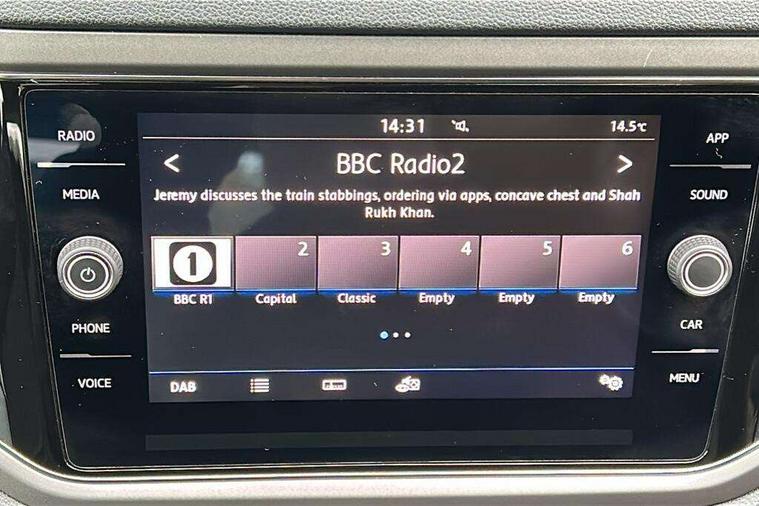 RADIO
14:31
14.5°C
APP
< BBC Radio2 >
MEDIA
Jeremy discusses the train stabbings, ordering via apps, concave chest and Shah
Rukh Khan.
SOUND
1 2 3 4 5 6
BBC R1 Capital Classic Empty Empty Empty
PHONE
CAR
VOICE
DAB
MENU